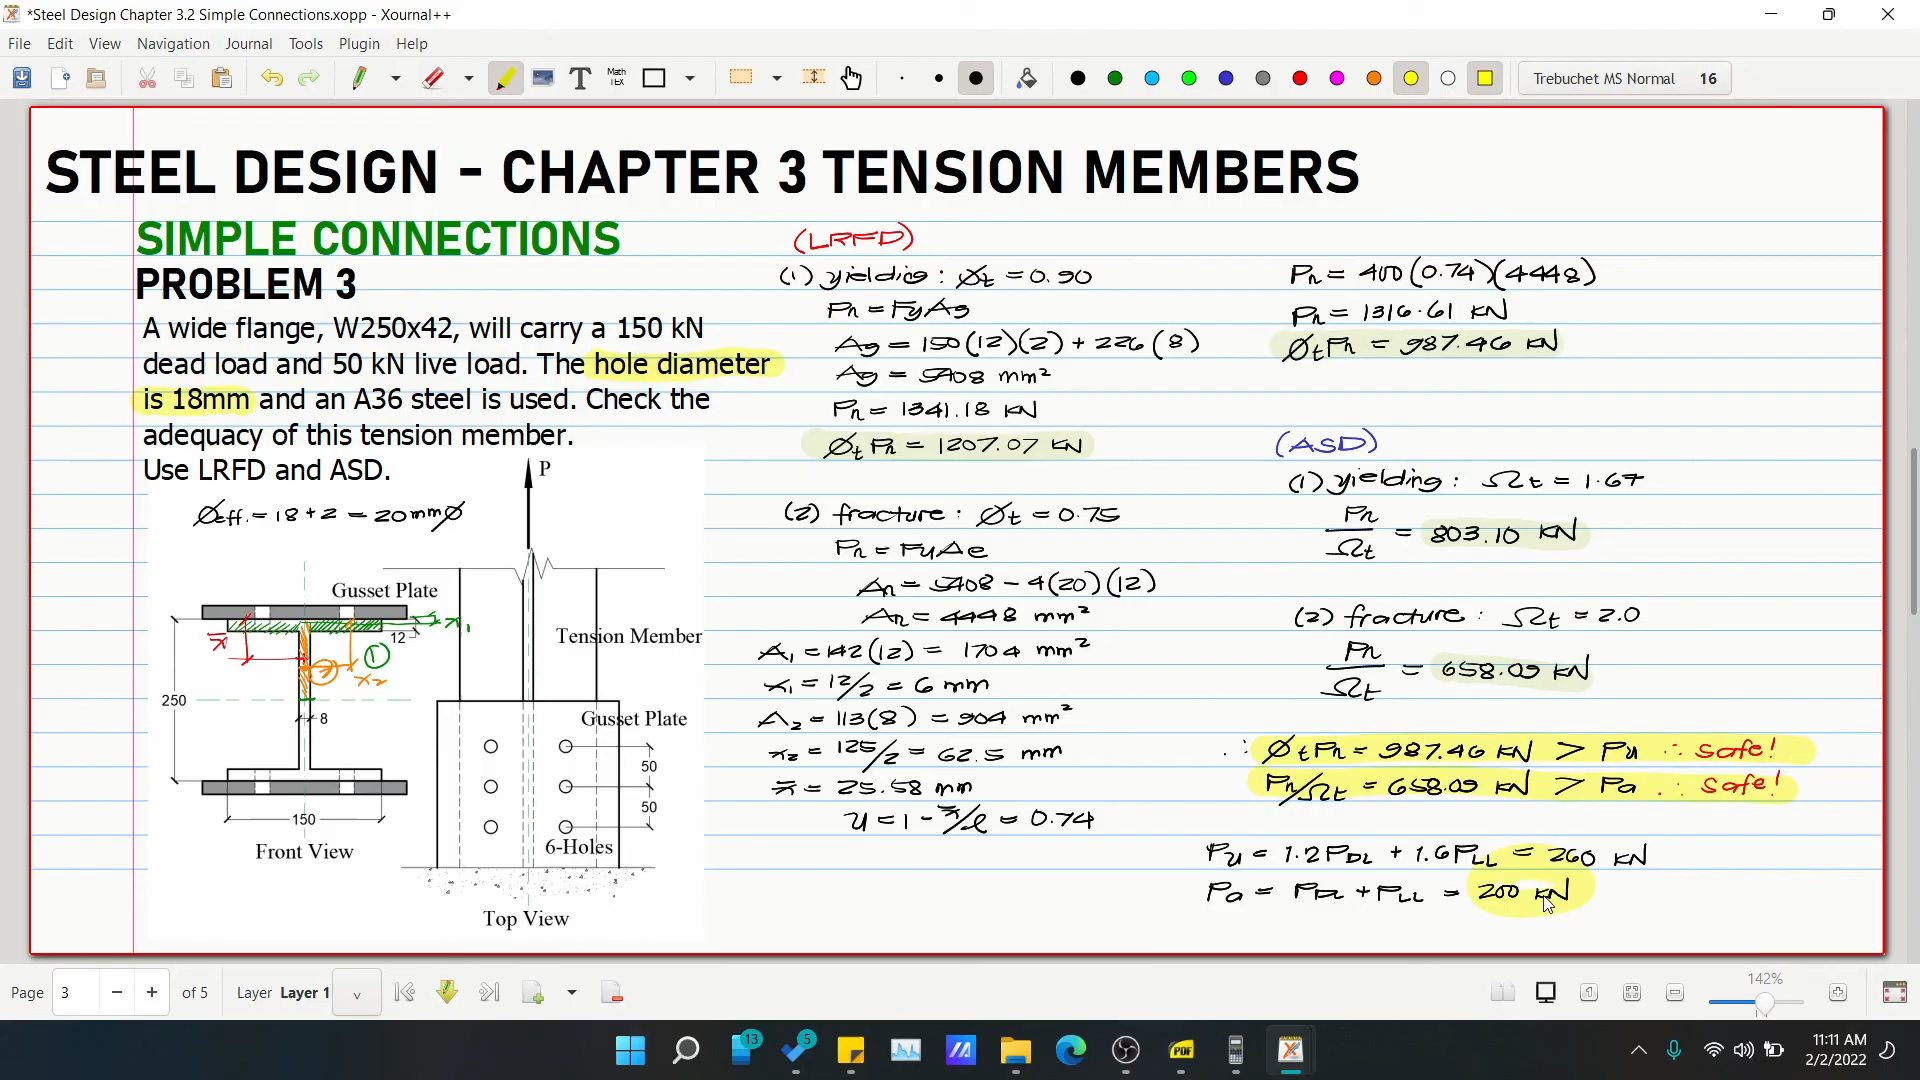 *Steel Design Chapter 3.2 Simple Connections.xopp - Xournal++
File Edit View Navigation Journal Tools Plugin Help
Math TEX
Trebuchet MS Normal 16
STEEL DESIGN - CHAPTER 3 TENSION MEMBERS
SIMPLE CONNECTIONS
PROBLEM 3
A wide flange, W250x42, will carry a 150 kN
dead load and 50 kN live load. The hole diameter
is 18mm and an A36 steel is used. Check the
adequacy of this tension member.
Use LRFD and ASD.
Øeff. = 18 + 2 = 20mmØ
P
Gusset Plate
x̄
x₁
12
①
②
x₂
250
8
150
Front View
Tension Member
Gusset Plate
50
50
6-Holes
Top View
(LRFD)
(1) yielding : Øt = 0.90
Pn = FyAg
Ag = 150(12)(2) + 226(8)
Ag = 5408 mm²
Pn = 1341.18 kN
ØtPn = 1207.07 kN
(2) fracture : Øt = 0.75
Pn = FuAe
An = 5408 - 4(20)(12)
An = 4448 mm²
A₁ = 142(12) = 1704 mm²
x₁ = 12/2 = 6 mm
A₂ = 113(8) = 904 mm²
x₂ = 125/2 = 62.5 mm
x̄ = 25.58 mm
U = 1 - x̄/l = 0.74
Pn = 400(0.74)(4448)
Pn = 1316.61 kN
ØtPn = 987.46 kN
(ASD)
(1) yielding : Ωt = 1.67
Pn/Ωt = 803.10 kN
(2) fracture : Ωt = 2.0
Pn/Ωt = 658.09 kN
∴ ØtPn = 987.46 kN > Pu ∴ safe!
Pn/Ωt = 658.09 kN > Pa ∴ safe!
Pu = 1.2PDL + 1.6PLL = 260 kN
Pa = PDL + PLL = 200 kN
Page 3 of 5 Layer Layer 1
142%
13
5
PDF
11:11 AM
2/2/2022